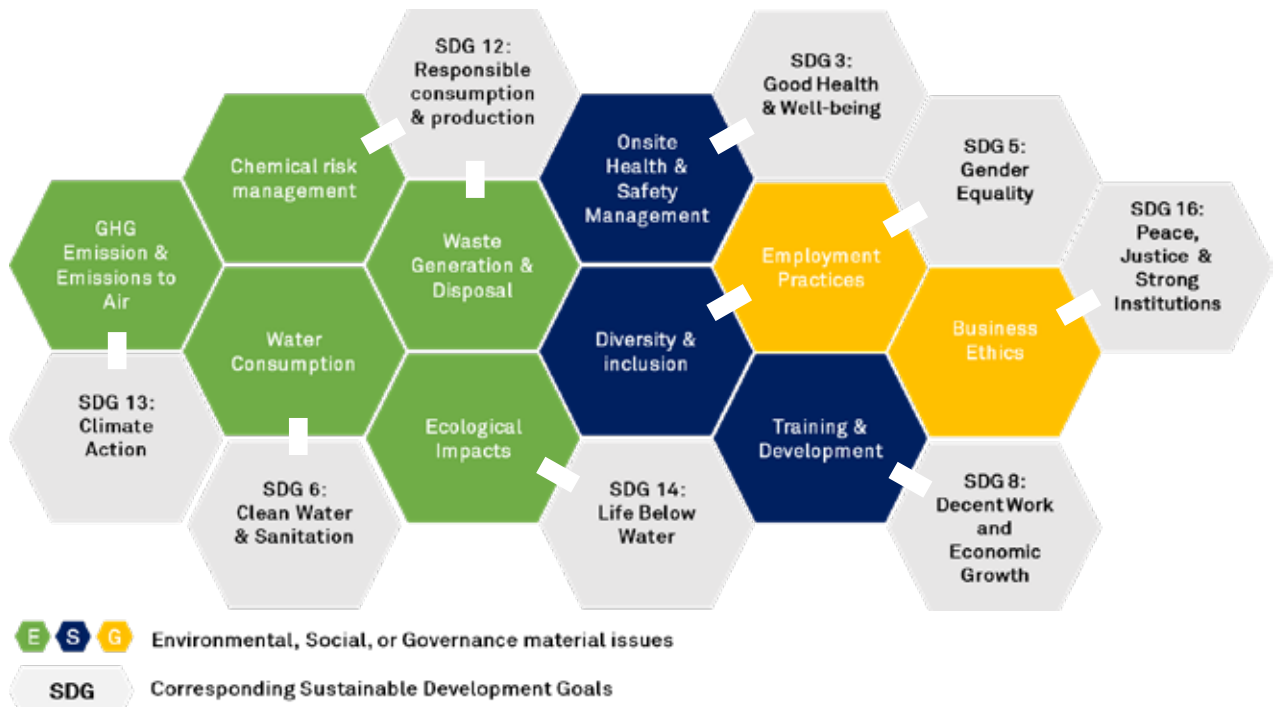 SDG 12:
Responsible
consumption
& production
SDG 3:
Good Health
& Well-being
Chemical risk
management
Onsite
Health &
Safety
Management
SDG 5:
Gender
Equality
GHG
Emission &
Emissions to
Air
Waste
Generation &
Disposal
Employment
Practices
SDG 16:
Peace,
Justice &
Strong
Institutions
Water
Consumption
Diversity &
inclusion
Business
Ethics
SDG 13:
Climate
Action
Ecological
Impacts
Training &
Development
SDG 6:
Clean Water
& Sanitation
SDG 14:
Life Below
Water
SDG 8:
Decent Work
and
Economic
Growth
E S G Environmental, Social, or Governance material issues
SDG Corresponding Sustainable Development Goals